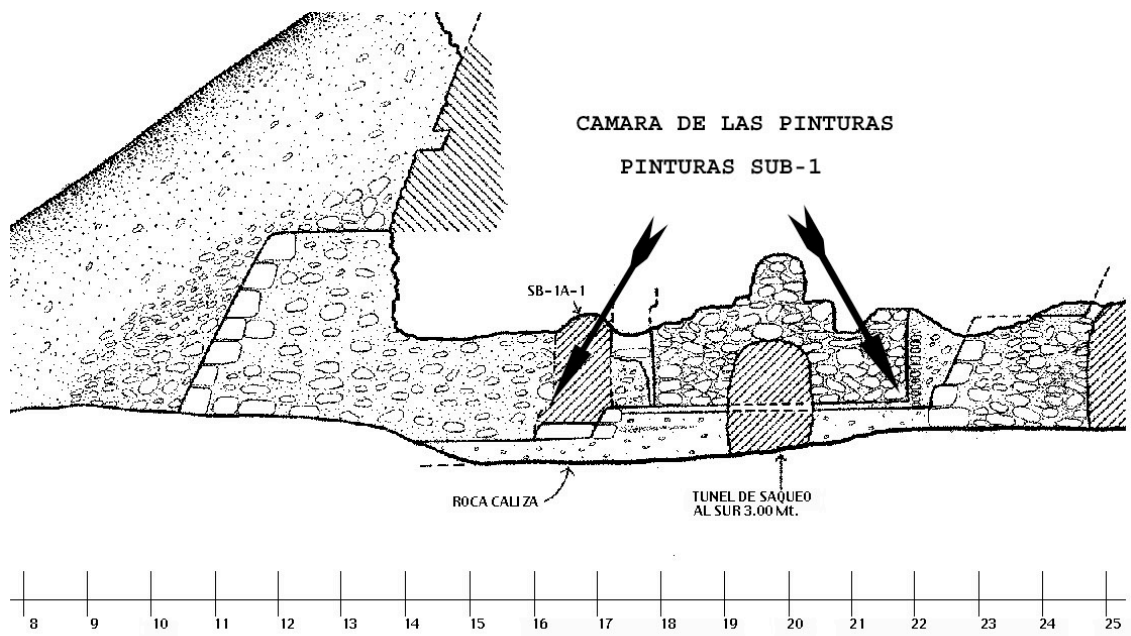 CAMARA DE LAS PINTURAS
PINTURAS SUB-1
SB-1A-1
ROCA CALIZA
TUNEL DE SAQUEO
AL SUR 3.00 Mt.
8 9 10 11 12 13 14 15 16 17 18 19 20 21 22 23 24 25